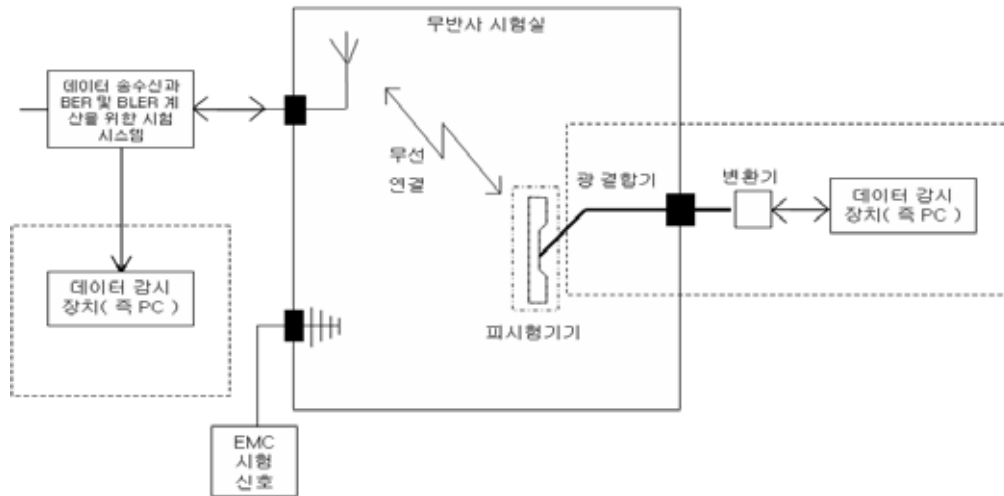 무반사 시험실
데이터 송수신과
BER 및 BLER 계
산을 위한 시험
시스템
무선
연결
광 결합기
변환기
데이터 감시
장치( 즉 PC )
데이터 감시
장치( 즉 PC )
피시험기기
EMC
시험
신호